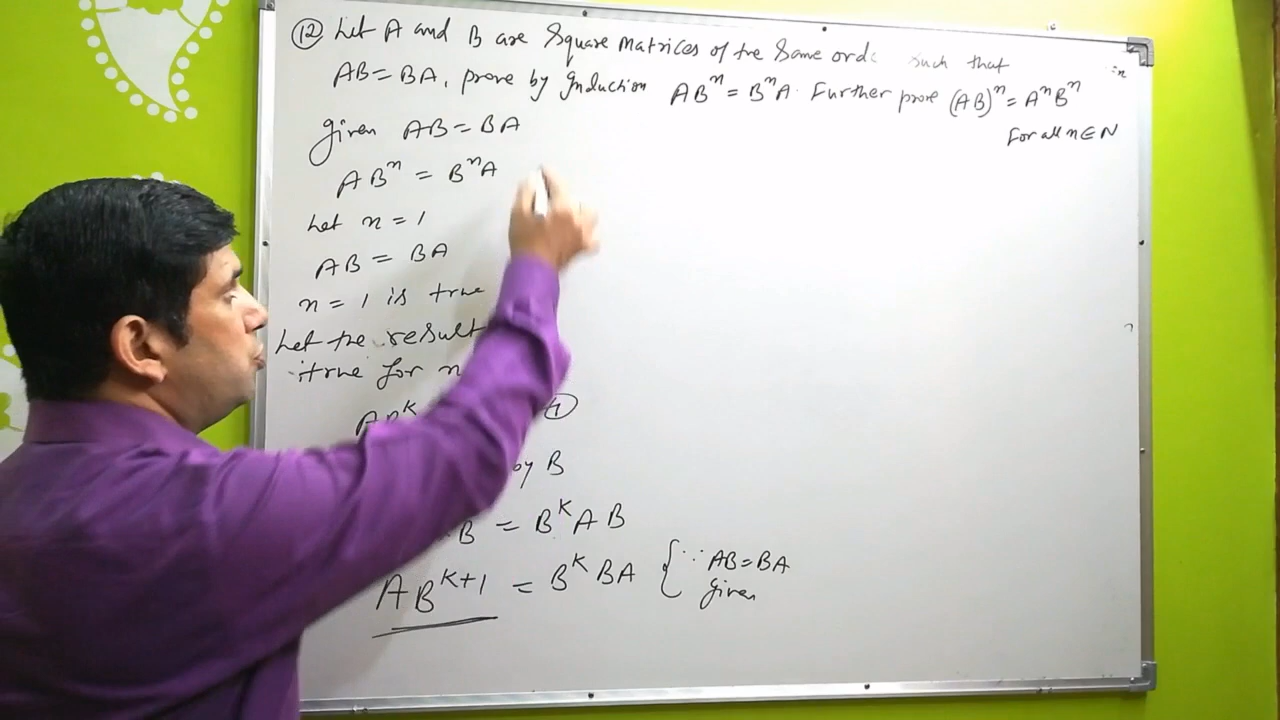 (12) Let A and B are Square Matrices of the Same orde such that
AB = BA, prove by Induction AB^n = B^n A. Further prove (AB)^n = A^n B^n
For all n ∈ N
Given AB = BA
AB^n = B^n A
Let n = 1
AB = BA
n = 1 is true
Let the result
true for n
by B
B = B^k A B
AB^{k+1} = B^k BA {∵ AB = BA
Given